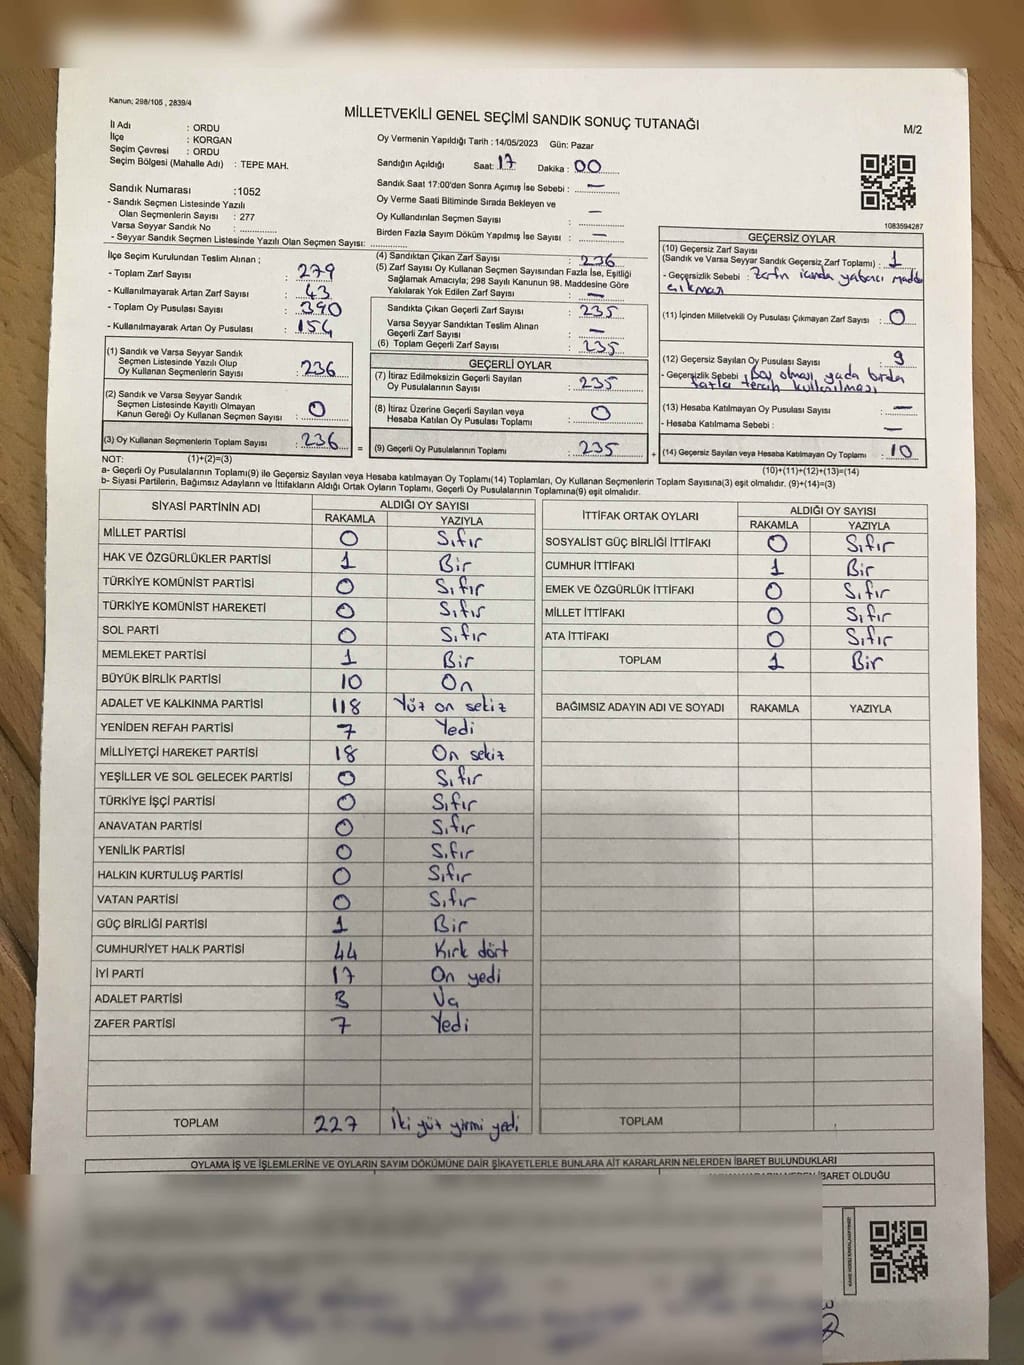 Kanun; 298/105 , 2839/4
MİLLETVEKİLİ GENEL SEÇİMİ SANDIK SONUÇ TUTANAĞI
M/2
İl Adı : ORDU
İlçe : KORGAN
Seçim Çevresi : ORDU
Seçim Bölgesi (Mahalle Adı) : TEPE MAH.
Sandık Numarası :1052
- Sandık Seçmen Listesinde Yazılı
Olan Seçmenlerin Sayısı : 277
Varsa Seyyar Sandık No :
- Seyyar Sandık Seçmen Listesinde Yazılı Olan Seçmen Sayısı:
Oy Vermenin Yapıldığı Tarih : 14/05/2023 Gün: Pazar
Sandığın Açıldığı Saat: 17 Dakika : 00
Sandık Saat 17:00'den Sonra Açımış İse Sebebi : —
Oy Verme Saati Bitiminde Sırada Bekleyen ve
Oy Kullandırılan Seçmen Sayısı : —
Birden Fazla Sayım Döküm Yapılmış İse Sayısı : —
1083594287
İlçe Seçim Kurulundan Teslim Alınan ;
- Toplam Zarf Sayısı : 279
- Kullanılmayarak Artan Zarf Sayısı : 43
- Toplam Oy Pusulası Sayısı : 390
- Kullanılmayarak Artan Oy Pusulası : 154
(1) Sandık ve Varsa Seyyar Sandık
Seçmen Listesinde Yazılı Olup
Oy Kullanan Seçmenlerin Sayısı : 236
(2) Sandık ve Varsa Seyyar Sandık
Seçmen Listesinde Kayıtlı Olmayan
Kanun Gereği Oy Kullanan Seçmen Sayısı : 0
(3) Oy Kullanan Seçmenlerin Toplam Sayısı : 236 =
(4) Sandıktan Çıkan Zarf Sayısı : 236
(5) Zarf Sayısı Oy Kullanan Seçmen Sayısından Fazla İse, Eşitliği
Sağlamak Amacıyla; 298 Sayılı Kanunun 98. Maddesine Göre
Yakılarak Yok Edilen Zarf Sayısı : —
Sandıkta Çıkan Geçerli Zarf Sayısı : 235
Varsa Seyyar Sandıktan Teslim Alınan
Geçerli Zarf Sayısı : —
(6) Toplam Geçerli Zarf Sayısı : 235
GEÇERLİ OYLAR
(7) İtiraz Edilmeksizin Geçerli Sayılan
Oy Pusulalarının Sayısı : 235
(8) İtiraz Üzerine Geçerli Sayılan veya
Hesaba Katılan Oy Pusulası Toplamı : 0
(9) Geçerli Oy Pusulalarının Toplamı : 235 +
GEÇERSİZ OYLAR
(10) Geçersiz Zarf Sayısı
(Sandık ve Varsa Seyyar Sandık Geçersiz Zarf Toplamı) : 1
- Geçersizlik Sebebi : Zarfın içinde yabancı madde
çıkması
(11) İçinden Milletvekili Oy Pusulası Çıkmayan Zarf Sayısı : 0
(12) Geçersiz Sayılan Oy Pusulası Sayısı : 9
- Geçersizlik Sebebi : Boş olması yada birden
fazla tercih kullanılması
(13) Hesaba Katılmayan Oy Pusulası Sayısı : —
- Hesaba Katılmama Sebebi : —
(14) Geçersiz Sayılan veya Hesaba Katılmayan Oy Toplamı : 10
NOT: (1)+(2)=(3)
(10)+(11)+(12)+(13)=(14)
a- Geçerli Oy Pusulalarının Toplamı(9) ile Geçersiz Sayılan veya Hesaba katılmayan Oy Toplamı(14) Toplamları, Oy Kullanan Seçmenlerin Toplam Sayısına(3) eşit olmalıdır. (9)+(14)=(3)
b- Siyasi Partilerin, Bağımsız Adayların ve İttifakların Aldığı Ortak Oyların Toplamı, Geçerli Oy Pusulalarının Toplamına(9) eşit olmalıdır.
SİYASİ PARTİNİN ADI ALDIĞI OY SAYISI
RAKAMLA YAZIYLA
MİLLET PARTİSİ 0 Sıfır
HAK VE ÖZGÜRLÜKLER PARTİSİ 1 Bir
TÜRKİYE KOMÜNİST PARTİSİ 0 Sıfır
TÜRKİYE KOMÜNİST HAREKETİ 0 Sıfır
SOL PARTİ 0 Sıfır
MEMLEKET PARTİSİ 1 Bir
BÜYÜK BİRLİK PARTİSİ 10 On
ADALET VE KALKINMA PARTİSİ 118 Yüz on sekiz
YENİDEN REFAH PARTİSİ 7 Yedi
MİLLİYETÇİ HAREKET PARTİSİ 18 On sekiz
YEŞİLLER VE SOL GELECEK PARTİSİ 0 Sıfır
TÜRKİYE İŞÇİ PARTİSİ 0 Sıfır
ANAVATAN PARTİSİ 0 Sıfır
YENİLİK PARTİSİ 0 Sıfır
HALKIN KURTULUŞ PARTİSİ 0 Sıfır
VATAN PARTİSİ 0 Sıfır
GÜÇ BİRLİĞİ PARTİSİ 1 Bir
CUMHURİYET HALK PARTİSİ 44 Kırk dört
İYİ PARTİ 17 On yedi
ADALET PARTİSİ 3 Üç
ZAFER PARTİSİ 7 Yedi
TOPLAM 227 İki yüz yirmi yedi
İTTİFAK ORTAK OYLARI ALDIĞI OY SAYISI
RAKAMLA YAZIYLA
SOSYALİST GÜÇ BİRLİĞİ İTTİFAKI 0 Sıfır
CUMHUR İTTİFAKI 1 Bir
EMEK VE ÖZGÜRLÜK İTTİFAKI 0 Sıfır
MİLLET İTTİFAKI 0 Sıfır
ATA İTTİFAKI 0 Sıfır
TOPLAM 1 Bir
BAĞIMSIZ ADAYIN ADI VE SOYADI RAKAMLA YAZIYLA
TOPLAM
OYLAMA İŞ VE İŞLEMLERİNE VE OYLARIN SAYIM DÖKÜMÜNE DAİR ŞİKAYETLERLE BUNLARA AİT KARARLARIN NELERDEN İBARET BULUNDUKLARI
İBARET OLDUĞU